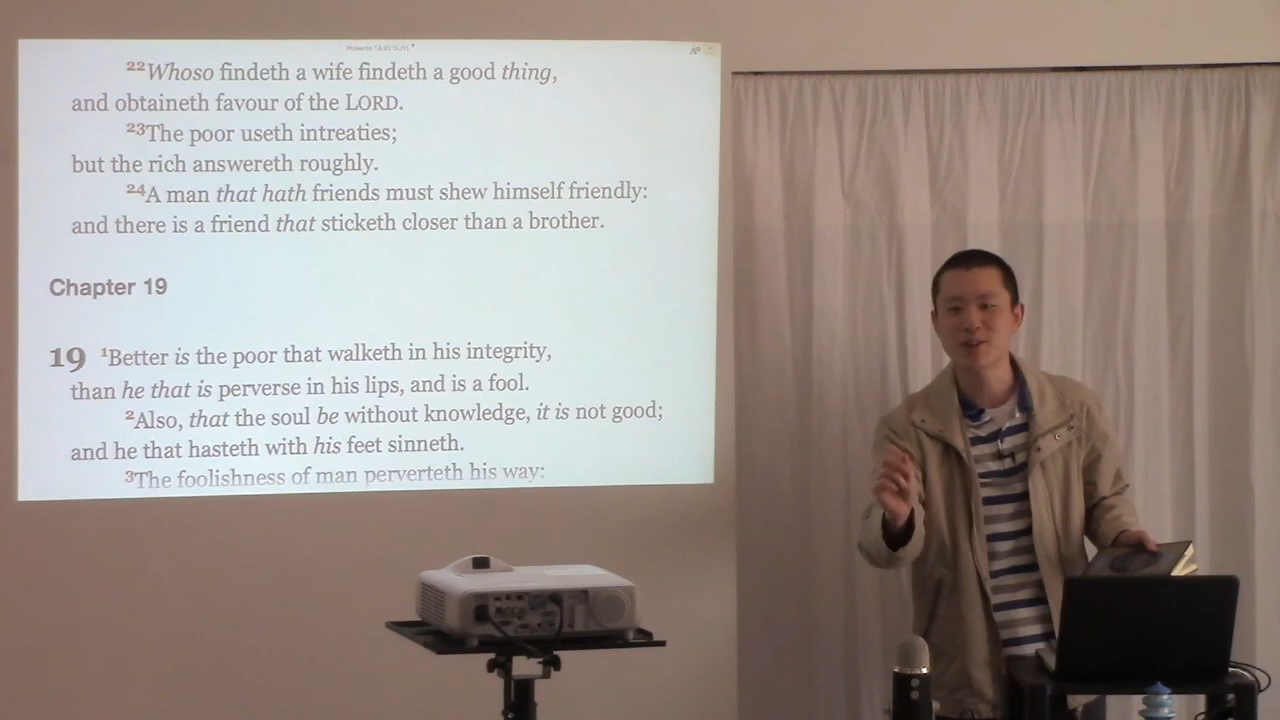 22Whoso findeth a wife findeth a good thing,
and obtaineth favour of the LORD.
23The poor useth intreaties;
but the rich answereth roughly.
24A man that hath friends must shew himself friendly:
and there is a friend that sticketh closer than a brother.
Chapter 19
19 1Better is the poor that walketh in his integrity,
than he that is perverse in his lips, and is a fool.
2Also, that the soul be without knowledge, it is not good;
and he that hasteth with his feet sinneth.
3The foolishness of man perverteth his way: